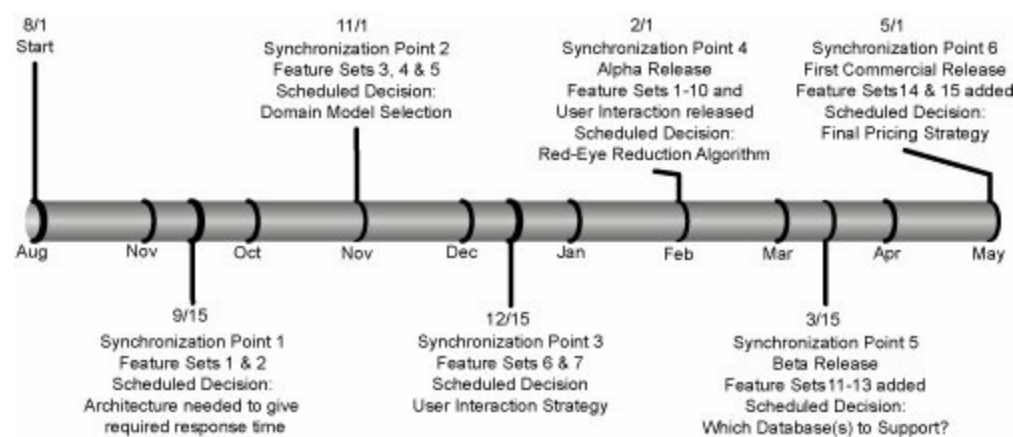 8/1
Start
11/1
Synchronization Point 2
Feature Sets 3, 4 & 5
Scheduled Decision:
Domain Model Selection
2/1
Synchronization Point 4
Alpha Release
Feature Sets 1-10 and
User Interaction released
Scheduled Decision:
Red-Eye Reduction Algorithm
5/1
Synchronization Point 6
First Commercial Release
Feature Sets14 & 15 added
Scheduled Decision:
Final Pricing Strategy
Aug
Nov
Oct
Nov
Dec
Jan
Feb
Mar
Apr
May
9/15
Synchronization Point 1
Feature Sets 1 & 2
Scheduled Decision:
Architecture needed to give
required response time
12/15
Synchronization Point 3
Feature Sets 6 & 7
Scheduled Decision
User Interaction Strategy
3/15
Synchronization Point 5
Beta Release
Feature Sets11-13 added
Scheduled Decision:
Which Database(s) to Support?